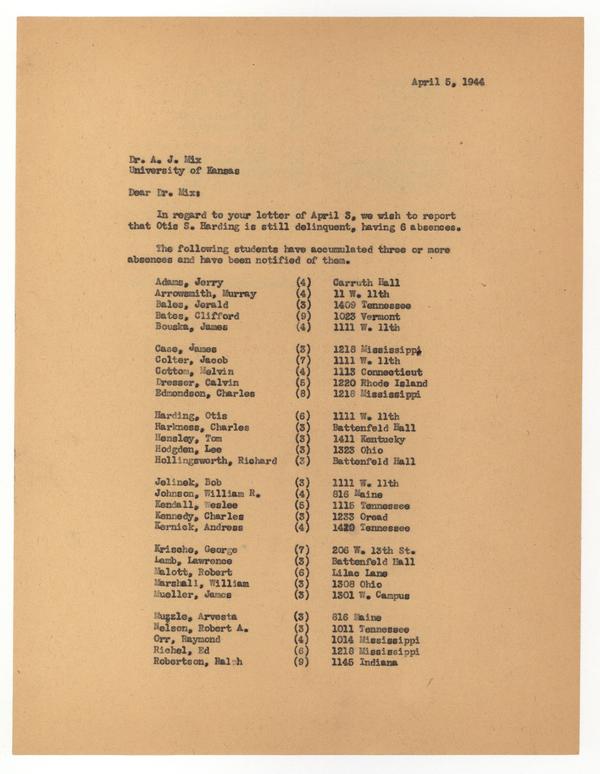 April 5, 1944
Dr. A. J. Mix
University of Kansas
Dear Dr. Mix:
In regard to your letter of April 3, we wish to report
that Otis S. Harding is still delinquent, having 6 absences.
The following students have accumulated three or more
absences and have been notified of them.
Adams, Jerry (4) Carruth Hall
Arrowsmith, Murray (4) 11 W. 11th
Bales, Jerald (3) 1409 Tennessee
Bates, Clifford (9) 1023 Vermont
Bouska, James (4) 1111 W. 11th
Case, James (3) 1218 Mississippi
Colter, Jacob (7) 1111 W. 11th
Cottom, Melvin (4) 1113 Connecticut
Dresser, Calvin (5) 1220 Rhode Island
Edmondson, Charles (8) 1218 Mississippi
Harding, Otis (6) 1111 W. 11th
Harkness, Charles (3) Battenfeld Hall
Hensley, Tom (3) 1411 Kentucky
Hodgden, Lee (3) 1323 Ohio
Hollingsworth, Richard (3) Battenfeld Hall
Jelinek, Bob (3) 1111 W. 11th
Johnson, William R. (4) 816 Maine
Kendall, Weslee (5) 1115 Tennessee
Kennedy, Charles (3) 1233 Oread
Kernick, Andress (4) 1420 Tennessee
Krische, George (7) 206 W. 13th St.
Lamb, Lawrence (3) Battenfeld Hall
Malott, Robert (6) Lilac Lane
Marshall, William (3) 1308 Ohio
Mueller, James (3) 1301 W. Campus
Muzzle, Arvesta (3) 816 Maine
Nelson, Robert A. (3) 1011 Tennessee
Orr, Raymond (4) 1014 Mississippi
Richel, Ed (6) 1218 Mississippi
Robertson, Ralph (9) 1145 Indiana